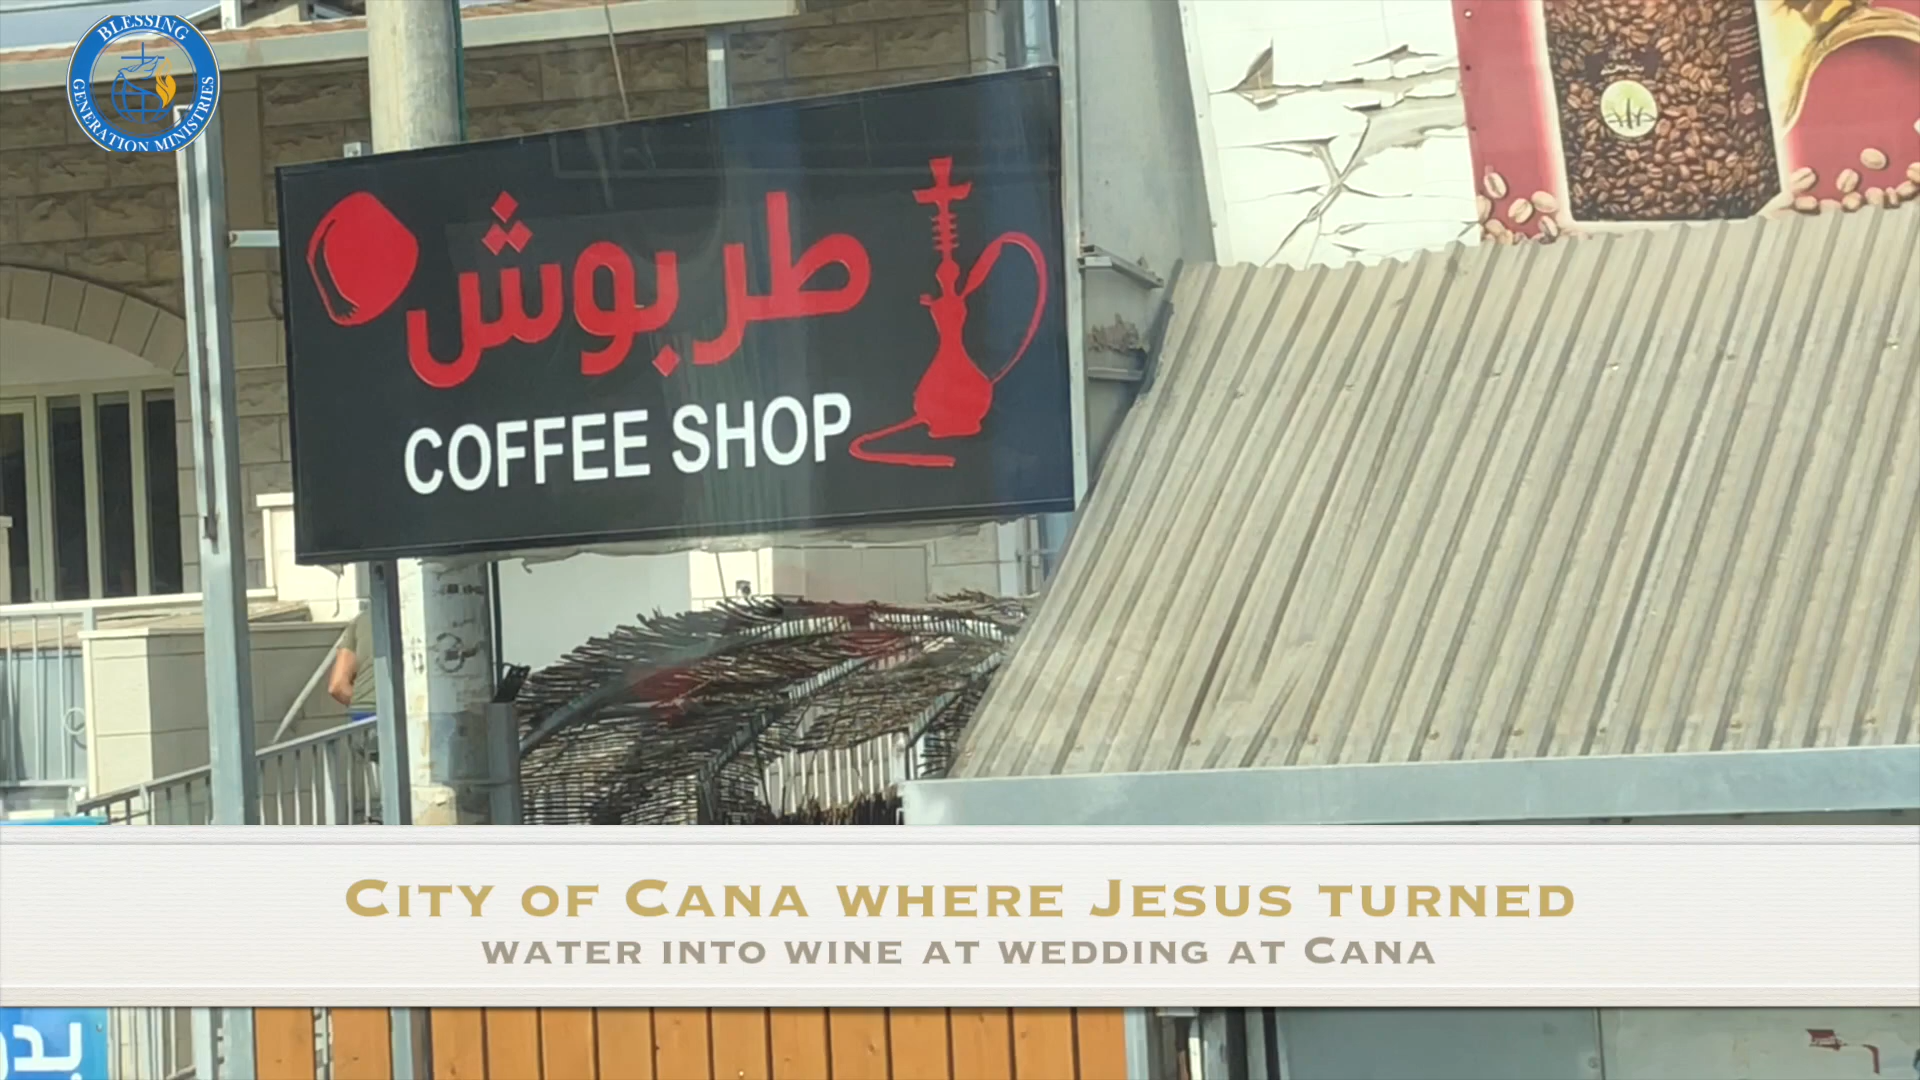 BLESSING
GENERATION MINISTRIES
طربوش
COFFEE SHOP
City of Cana where Jesus turned
water into wine at wedding at Cana